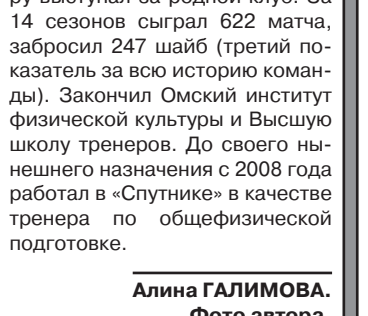 ру выступал за родной клуб. За
14 сезонов сыграл 622 матча,
забросил 247 шайб (третий по-
казатель за всю историю коман-
ды). Закончил Омский институт
физической культуры и Высшую
школу тренеров. До своего ны-
нешнего назначения с 2008 года
работал в «Спутнике» в качестве
тренера по общефизической
подготовке.
Алина ГАЛИМОВА.
Фото автора.